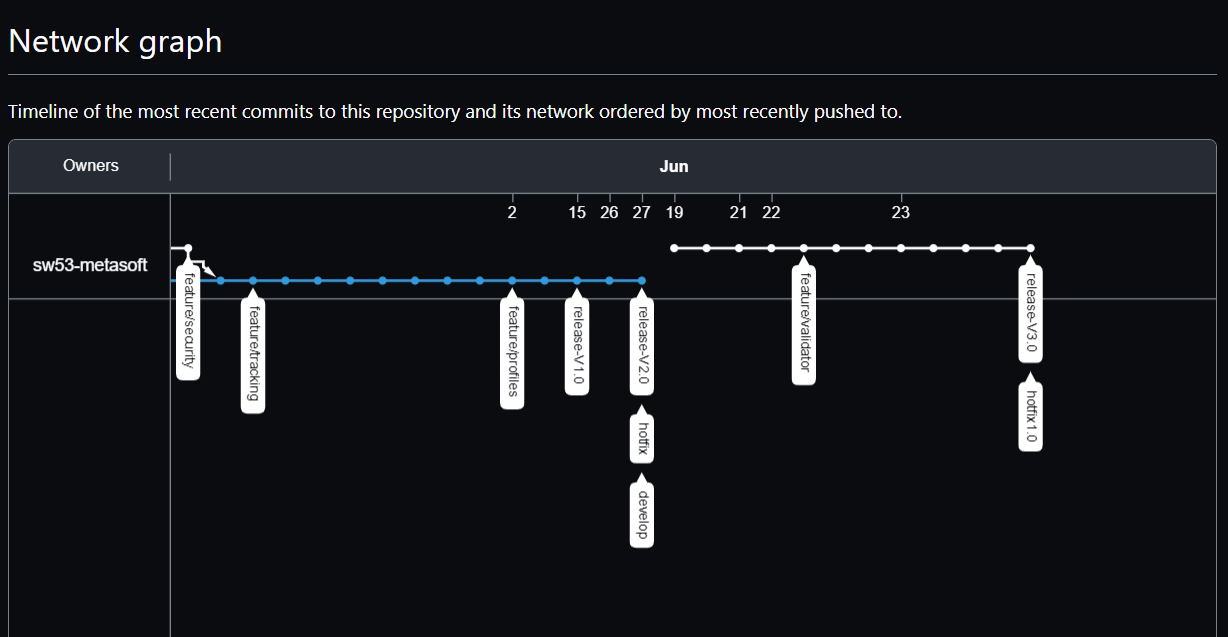 Network graph
Timeline of the most recent commits to this repository and its network ordered by most recently pushed to.
Owners
Jun
2
15
26
27
19
21
22
23
sw53-metasoft
feature/security
feature/tracking
feature/profiles
release-V1.0
release-V2.0
hotfix
develop
feature/validator
release-V3.0
hotfix1.0